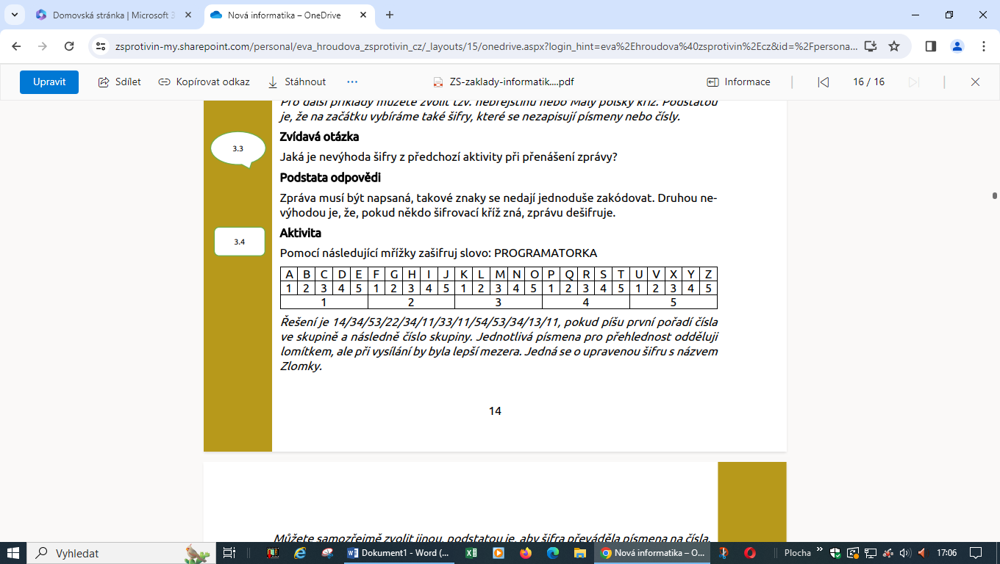 Domovská stránka | Microsoft 3
Nová informatika – OneDrive
zsprotivin-my.sharepoint.com/personal/eva_hroudova_zsprotivin_cz/_layouts/15/onedrive.aspx?login_hint=eva%2Ehroudova%40zsprotivin%2Ecz&id=%2Fpersona...
Upravit Sdílet Kopírovat odkaz Stáhnout ... ZS-zaklady-informatik....pdf Informace 16 / 16
Pro další příklady můžete zvolit tzv. hebrejštinu nebo Malý polský kříž. Podstatou
je, že na začátku vybíráme také šifry, které se nezapisují písmeny nebo čísly.
3.3
Zvídavá otázka
Jaká je nevýhoda šifry z předchozí aktivity při přenášení zprávy?
Podstata odpovědi
Zpráva musí být napsaná, takové znaky se nedají jednoduše zakódovat. Druhou ne-
výhodou je, že, pokud někdo šifrovací kříž zná, zprávu dešifruje.
3.4
Aktivita
Pomocí následující mřížky zašifruj slovo: PROGRAMATORKA
A B C D E F G H I J K L M N O P Q R S T U V X Y Z
1 2 3 4 5 1 2 3 4 5 1 2 3 4 5 1 2 3 4 5 1 2 3 4 5
1 2 3 4 5
Řešení je 14/34/53/22/34/11/33/11/54/53/34/13/11, pokud píšu první pořadí čísla
ve skupině a následně číslo skupiny. Jednotlivá písmena pro přehlednost odděluji
lomítkem, ale při vysílání by byla lepší mezera. Jedná se o upravenou šifru s názvem
Zlomky.
14
Můžete samozřejmě zvolit jinou, podstatou je, aby šifra převáděla písmena na čísla.
Vyhledat Dokument1 - Word (... Nová informatika – O... Plocha 17:06